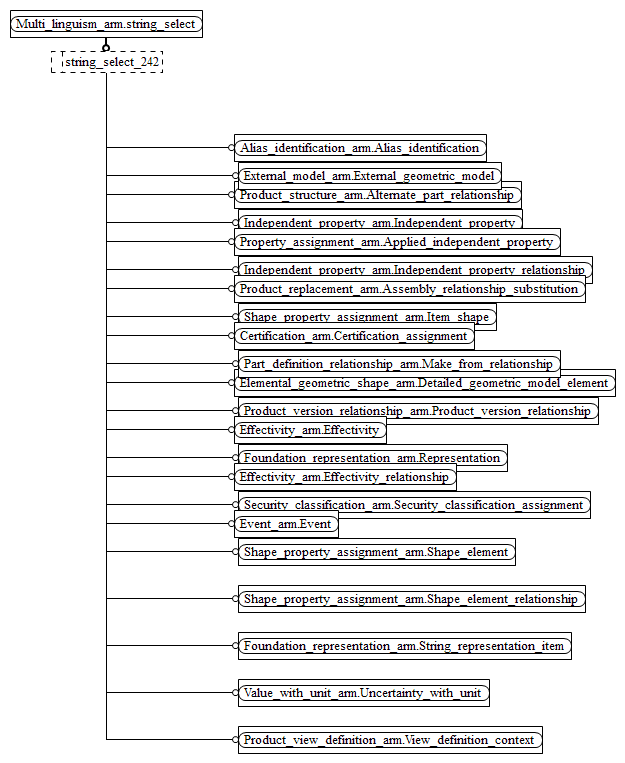 Multi_linguism_arm.string_select
string_select_242
Alias_identification_arm.Alias_identification
External_model_arm.External_geometric_model
Product_structure_arm.Alternate_part_relationship
Independent_property_arm.Independent_property
Property_assignment_arm.Applied_independent_property
Independent_property_arm.Independent_property_relationship
Product_replacement_arm.Assembly_relationship_substitution
Shape_property_assignment_arm.Item_shape
Certification_arm.Certification_assignment
Part_definition_relationship_arm.Make_from_relationship
Elemental_geometric_shape_arm.Detailed_geometric_model_element
Product_version_relationship_arm.Product_version_relationship
Effectivity_arm.Effectivity
Foundation_representation_arm.Representation
Effectivity_arm.Effectivity_relationship
Security_classification_arm.Security_classification_assignment
Event_arm.Event
Shape_property_assignment_arm.Shape_element
Shape_property_assignment_arm.Shape_element_relationship
Foundation_representation_arm.String_representation_item
Value_with_unit_arm.Uncertainty_with_unit
Product_view_definition_arm.View_definition_context